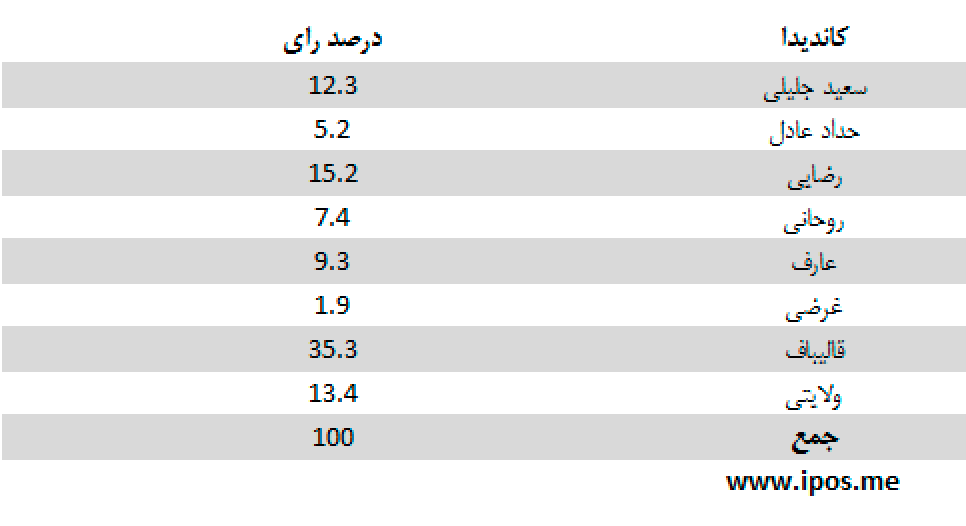 کاندیدا درصد رای
سعید جلیلی 12.3
حداد عادل 5.2
رضایی 15.2
روحانی 7.4
عارف 9.3
غرضی 1.9
قالیباف 35.3
ولایتی 13.4
جمع 100
www.ipos.me